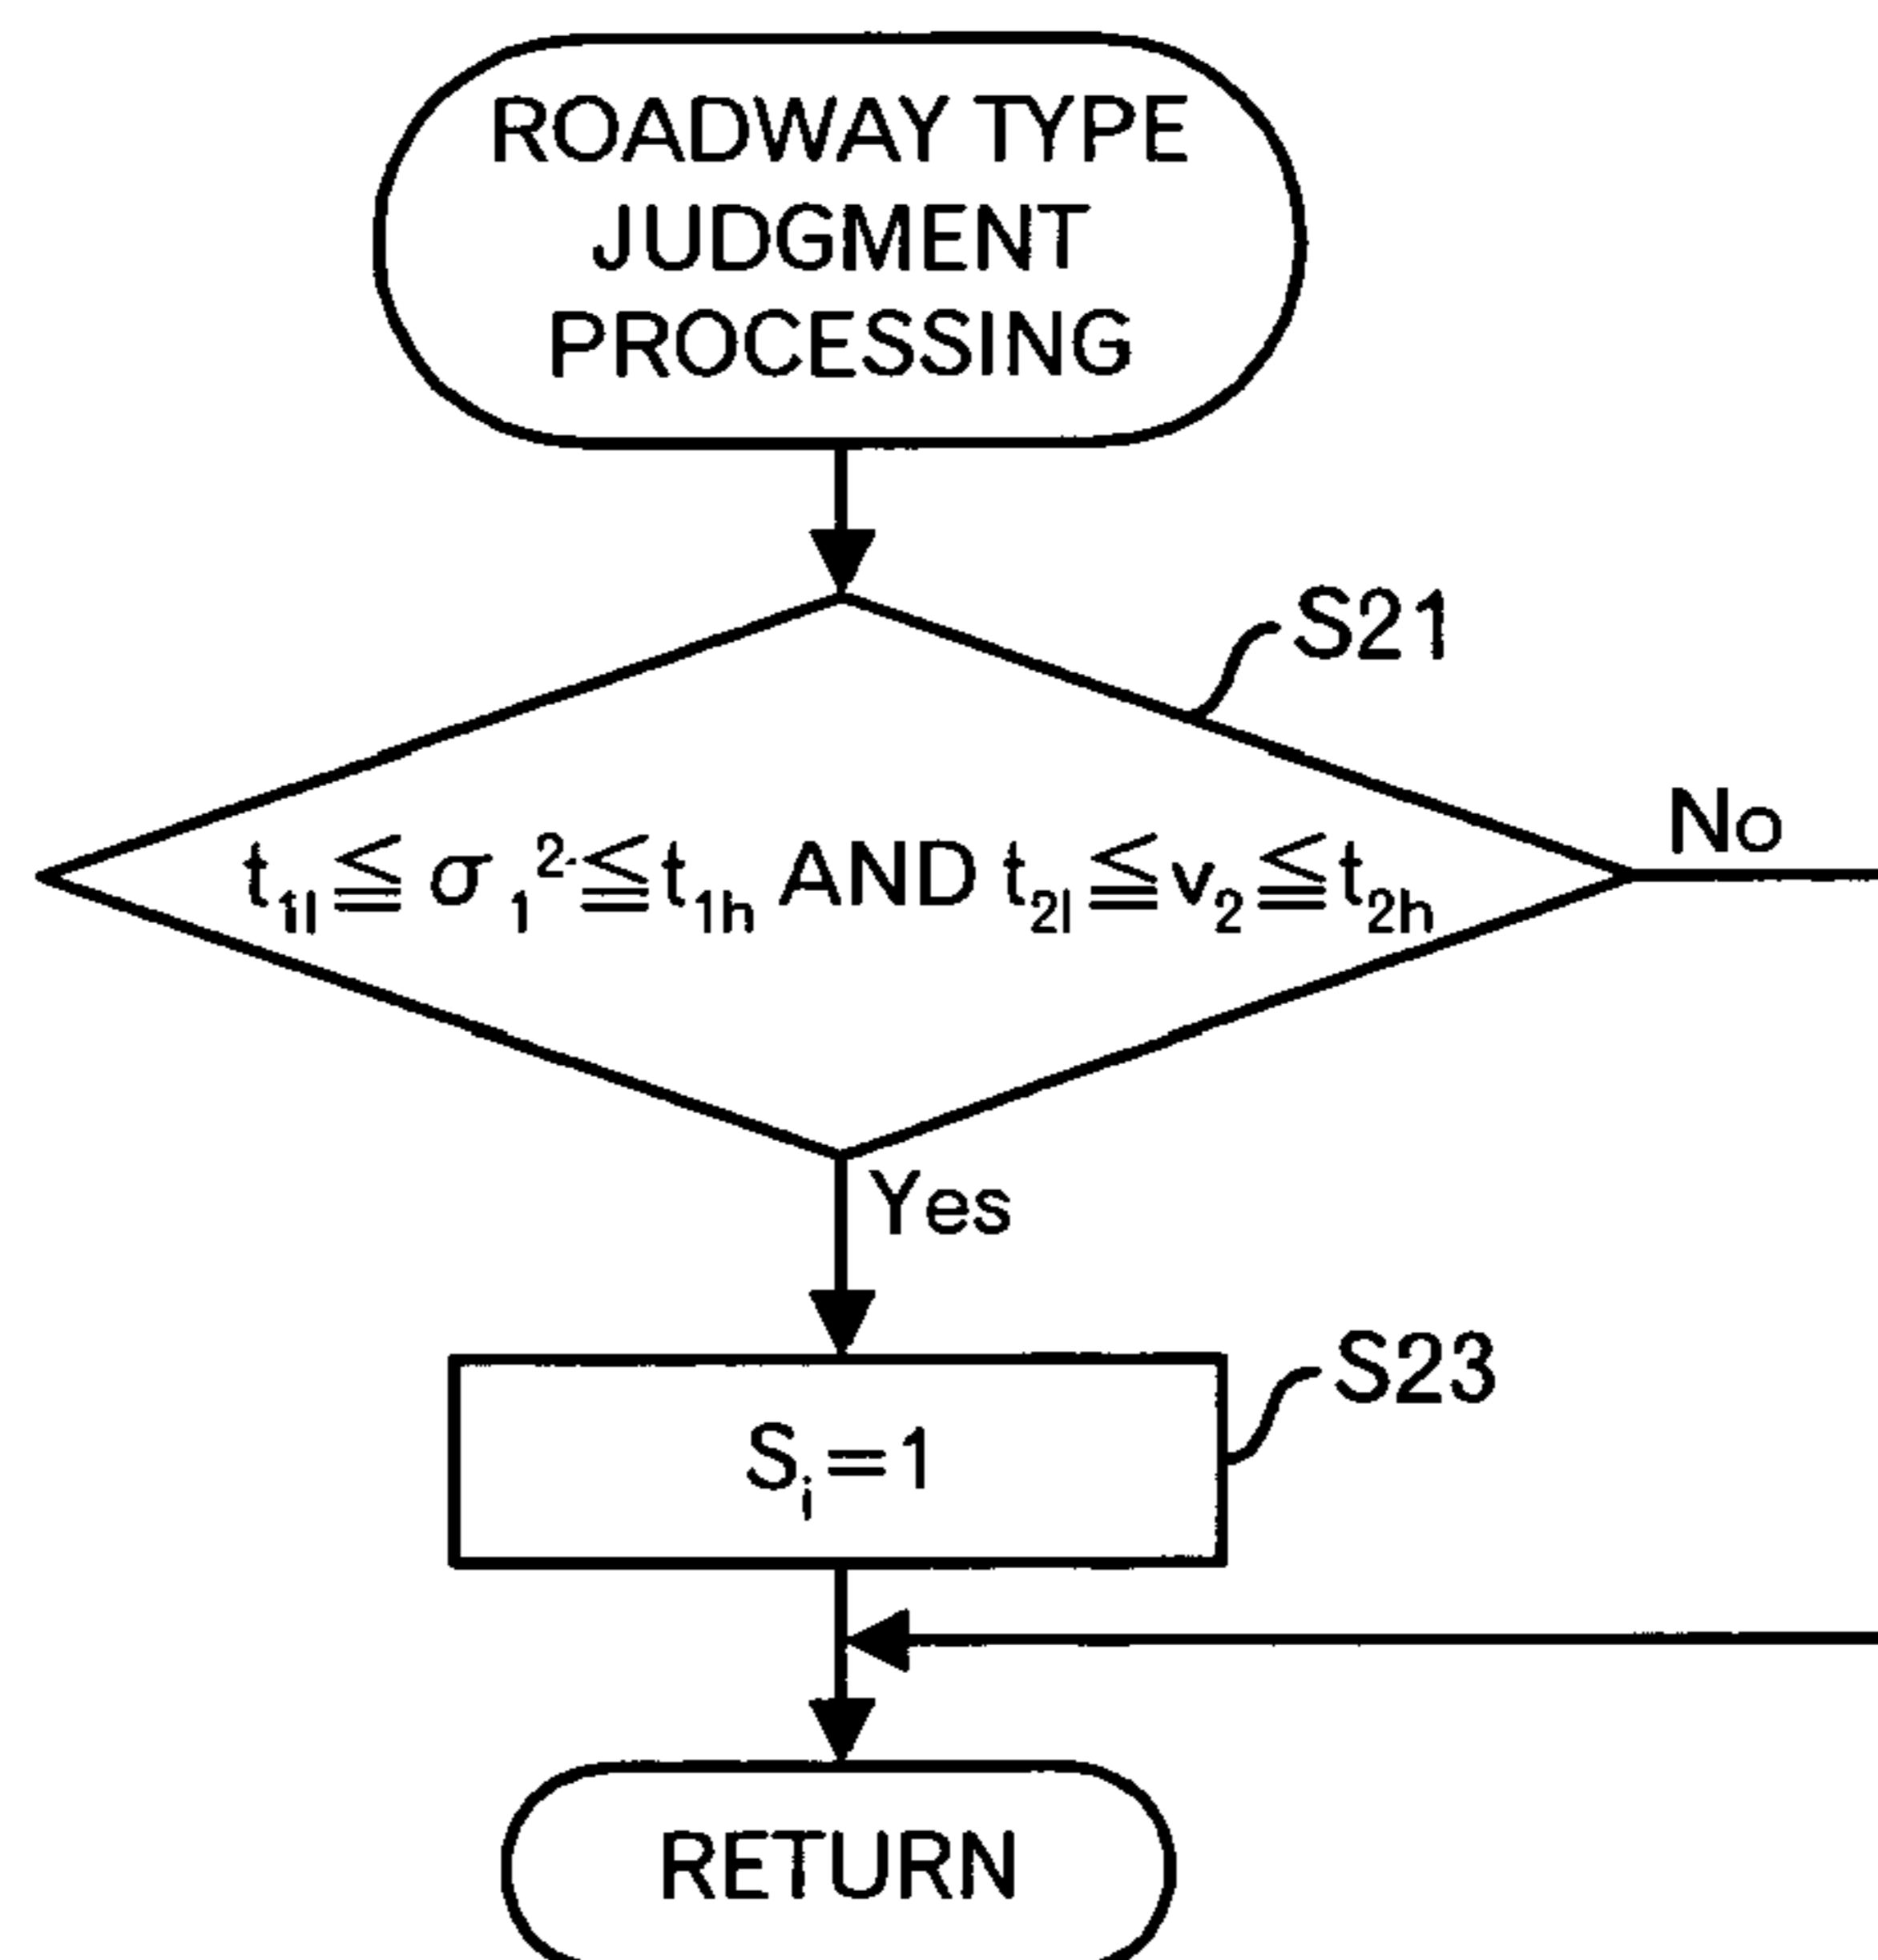 ROADWAY TYPE
JUDGMENT
PROCESSING
S21
t₁ₗ≦σ₁²≦t₁ₕ AND t₂ₗ≦v₂≦t₂ₕ
No
Yes
S23
Sᵢ=1
RETURN